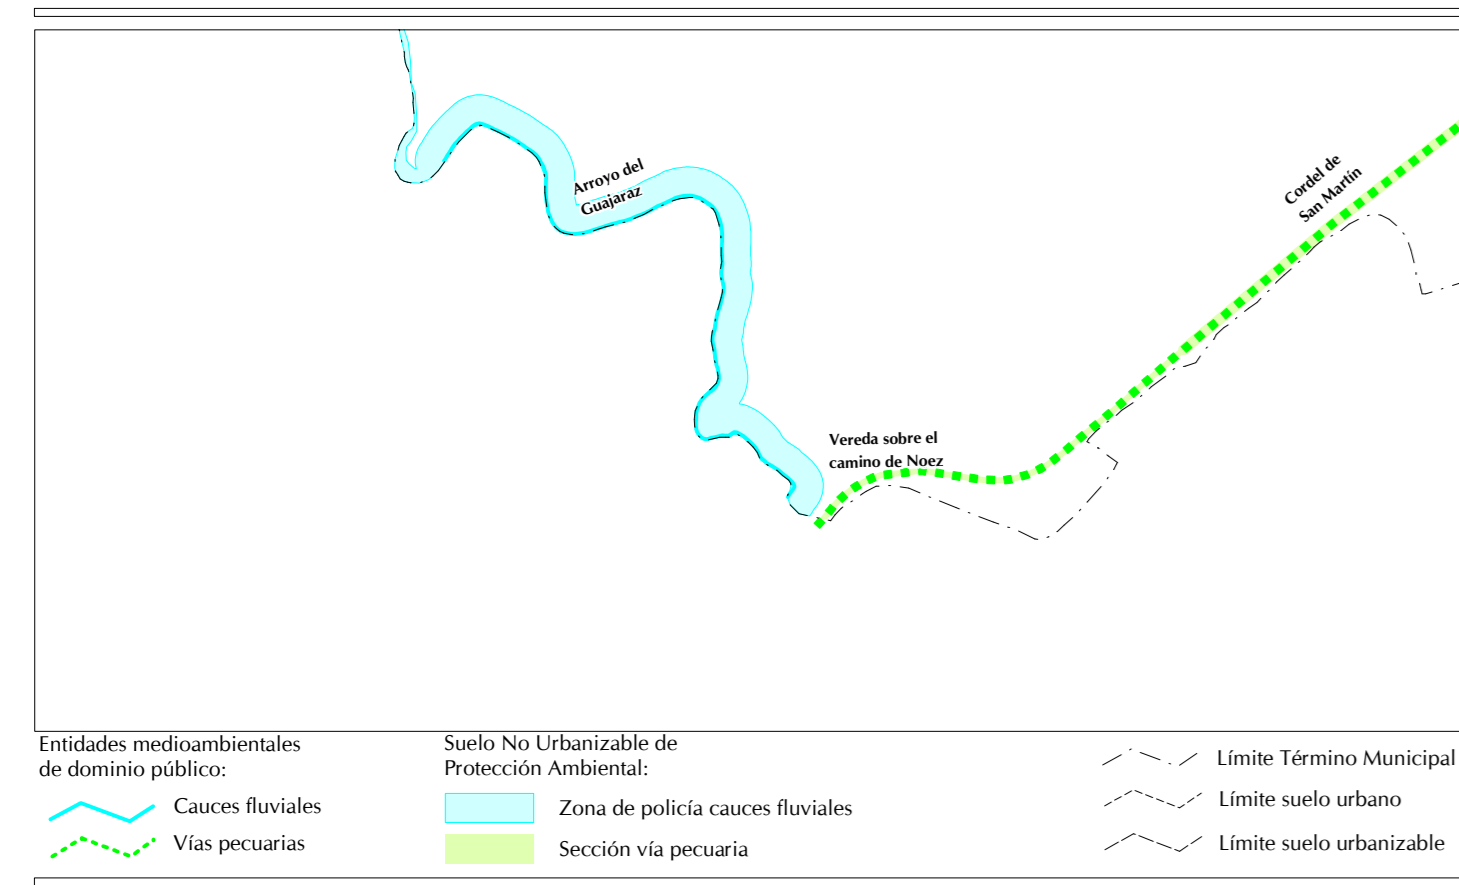 Arroyo del
Guajaraz
Cordel de
San Martín
Vereda sobre el
camino de Noez
Entidades medioambientales
de dominio público:
Cauces fluviales
Vías pecuarias
Suelo No Urbanizable de
Protección Ambiental:
Zona de policía cauces fluviales
Sección vía pecuaria
Límite Término Municipal
Límite suelo urbano
Límite suelo urbanizable